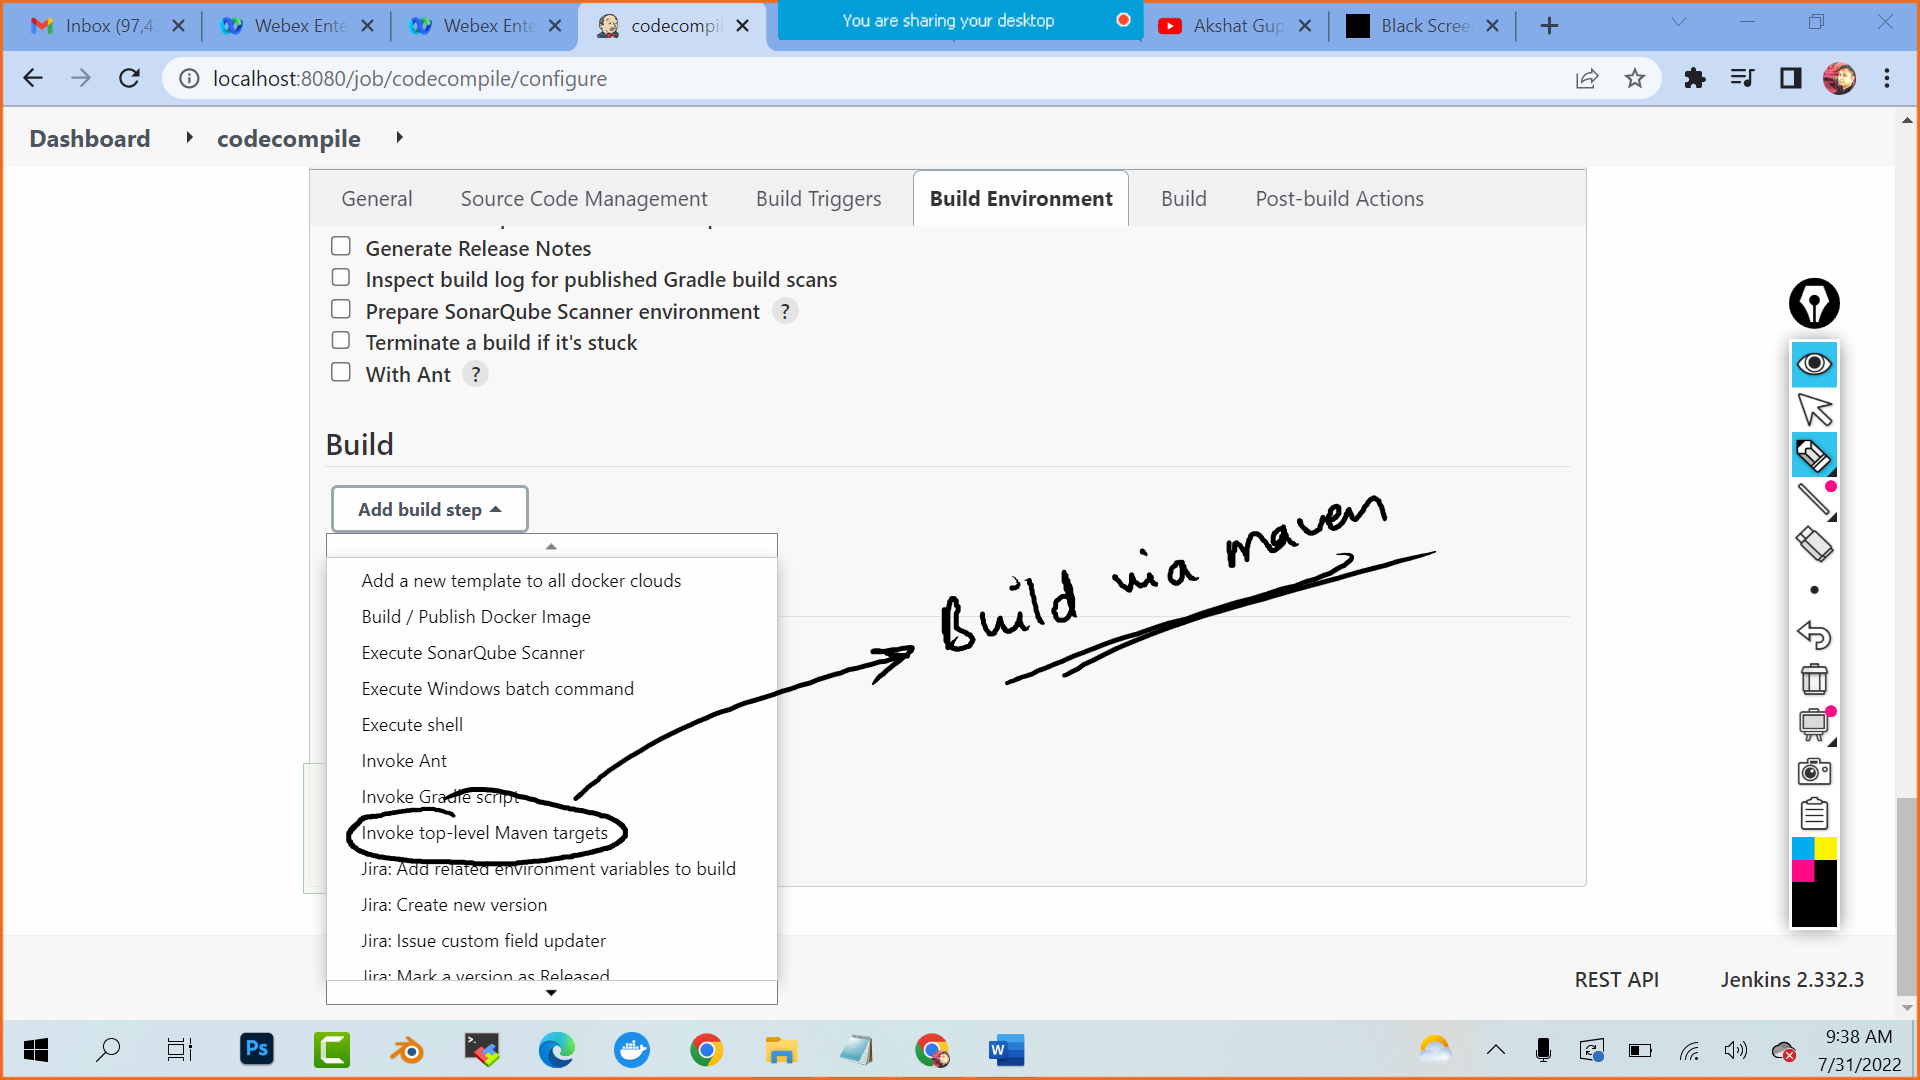 Inbox (97,4
Webex Ente
Webex Ente
codecompil
You are sharing your desktop
Akshat Gup
Black Scree
localhost:8080/job/codecompile/configure
Dashboard
codecompile
General
Source Code Management
Build Triggers
Build Environment
Build
Post-build Actions
Generate Release Notes
Inspect build log for published Gradle build scans
Prepare SonarQube Scanner environment ?
Terminate a build if it's stuck
With Ant ?
Build
Add build step
Add a new template to all docker clouds
Build / Publish Docker Image
Execute SonarQube Scanner
Execute Windows batch command
Execute shell
Invoke Ant
Invoke Gradle script
Invoke top-level Maven targets
Jira: Add related environment variables to build
Jira: Create new version
Jira: Issue custom field updater
Jira: Mark a version as Released
Build via maven
REST API
Jenkins 2.332.3
Ps
C
W
9:38 AM
7/31/2022